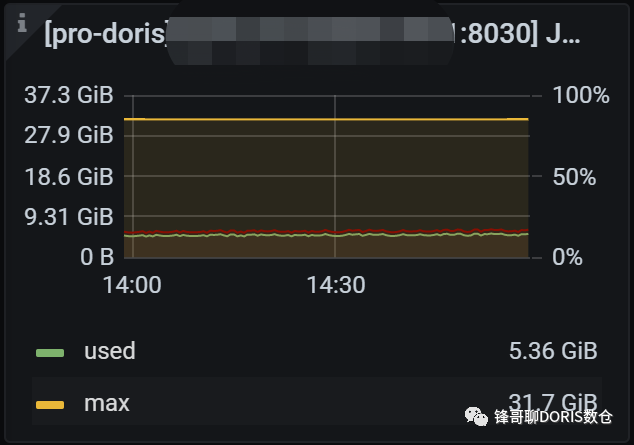 [pro-doris] :8030] J...
37.3 GiB 100%
27.9 GiB
18.6 GiB 50%
9.31 GiB
0 B 0%
14:00 14:30
used 5.36 GiB
max 31.7 GiB
锋哥聊DORIS数仓